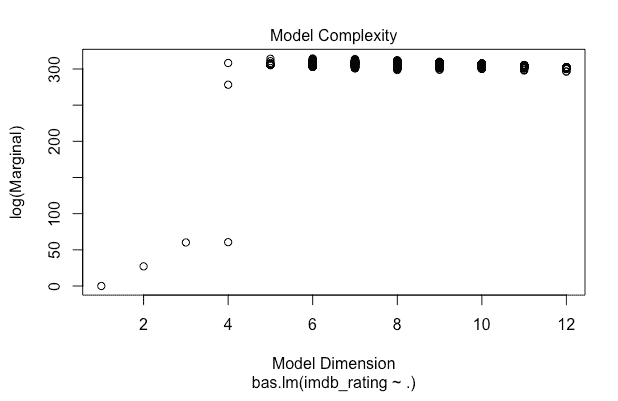 Model Complexity
log(Marginal)
300
200
100
50
0
2 4 6 8 10 12
Model Dimension
bas.lm(imdb_rating ~ .)